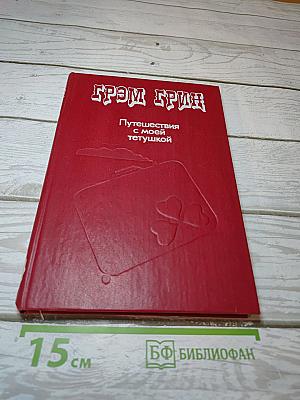 ГРЭМ ГРИН
Путешествия
с моей
тетушкой
15 см
БФ БИБЛИОФАН